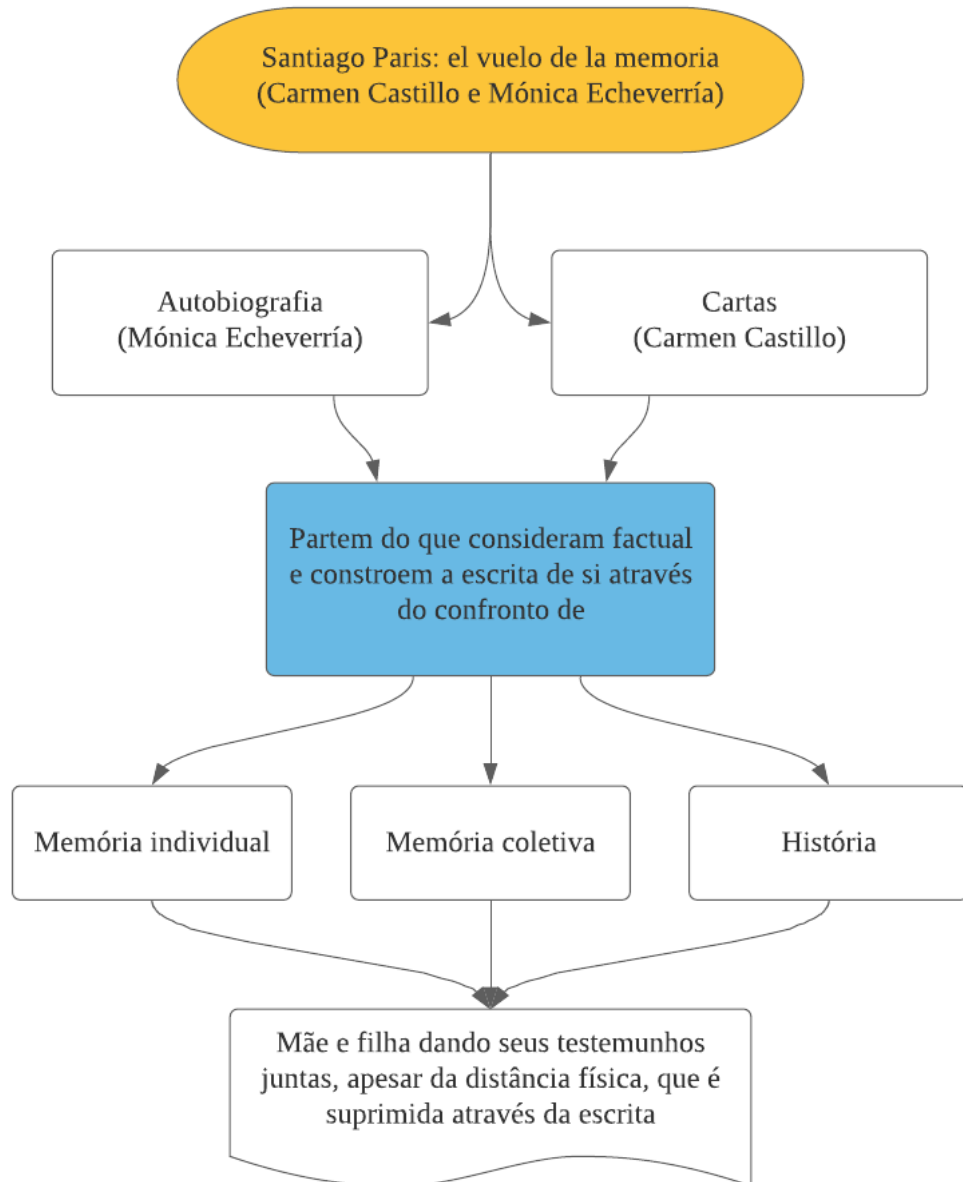 Santiago Paris: el vuelo de la memoria
(Carmen Castillo e Mónica Echeverría)
Autobiografia
(Mónica Echeverría)
Cartas
(Carmen Castillo)
Partem do que consideram factual
e constroem a escrita de si através
do confronto de
Memória individual
Memória coletiva
História
Mãe e filha dando seus testemunhos
juntas, apesar da distância física, que é
suprimida através da escrita